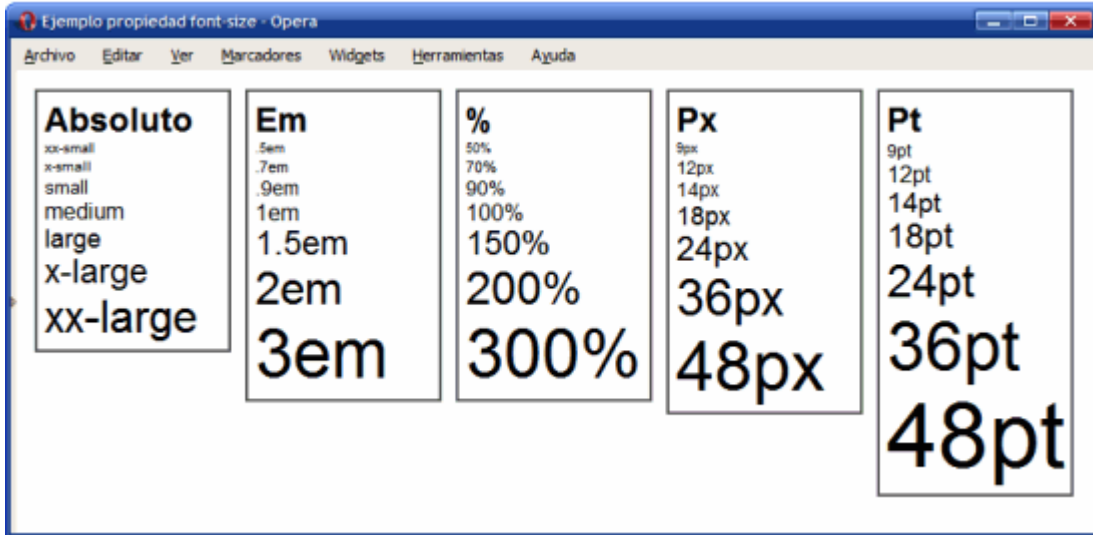 Ejemplo propiedad font-size - Opera
Archivo Editar Ver Marcadores Widgets Herramientas Ayuda
Absoluto
xx-small
x-small
small
medium
large
x-large
xx-large
Em
.5em
.7em
.9em
1em
1.5em
2em
3em
%
50%
70%
90%
100%
150%
200%
300%
Px
9px
12px
14px
18px
24px
36px
48px
Pt
9pt
12pt
14pt
18pt
24pt
36pt
48pt